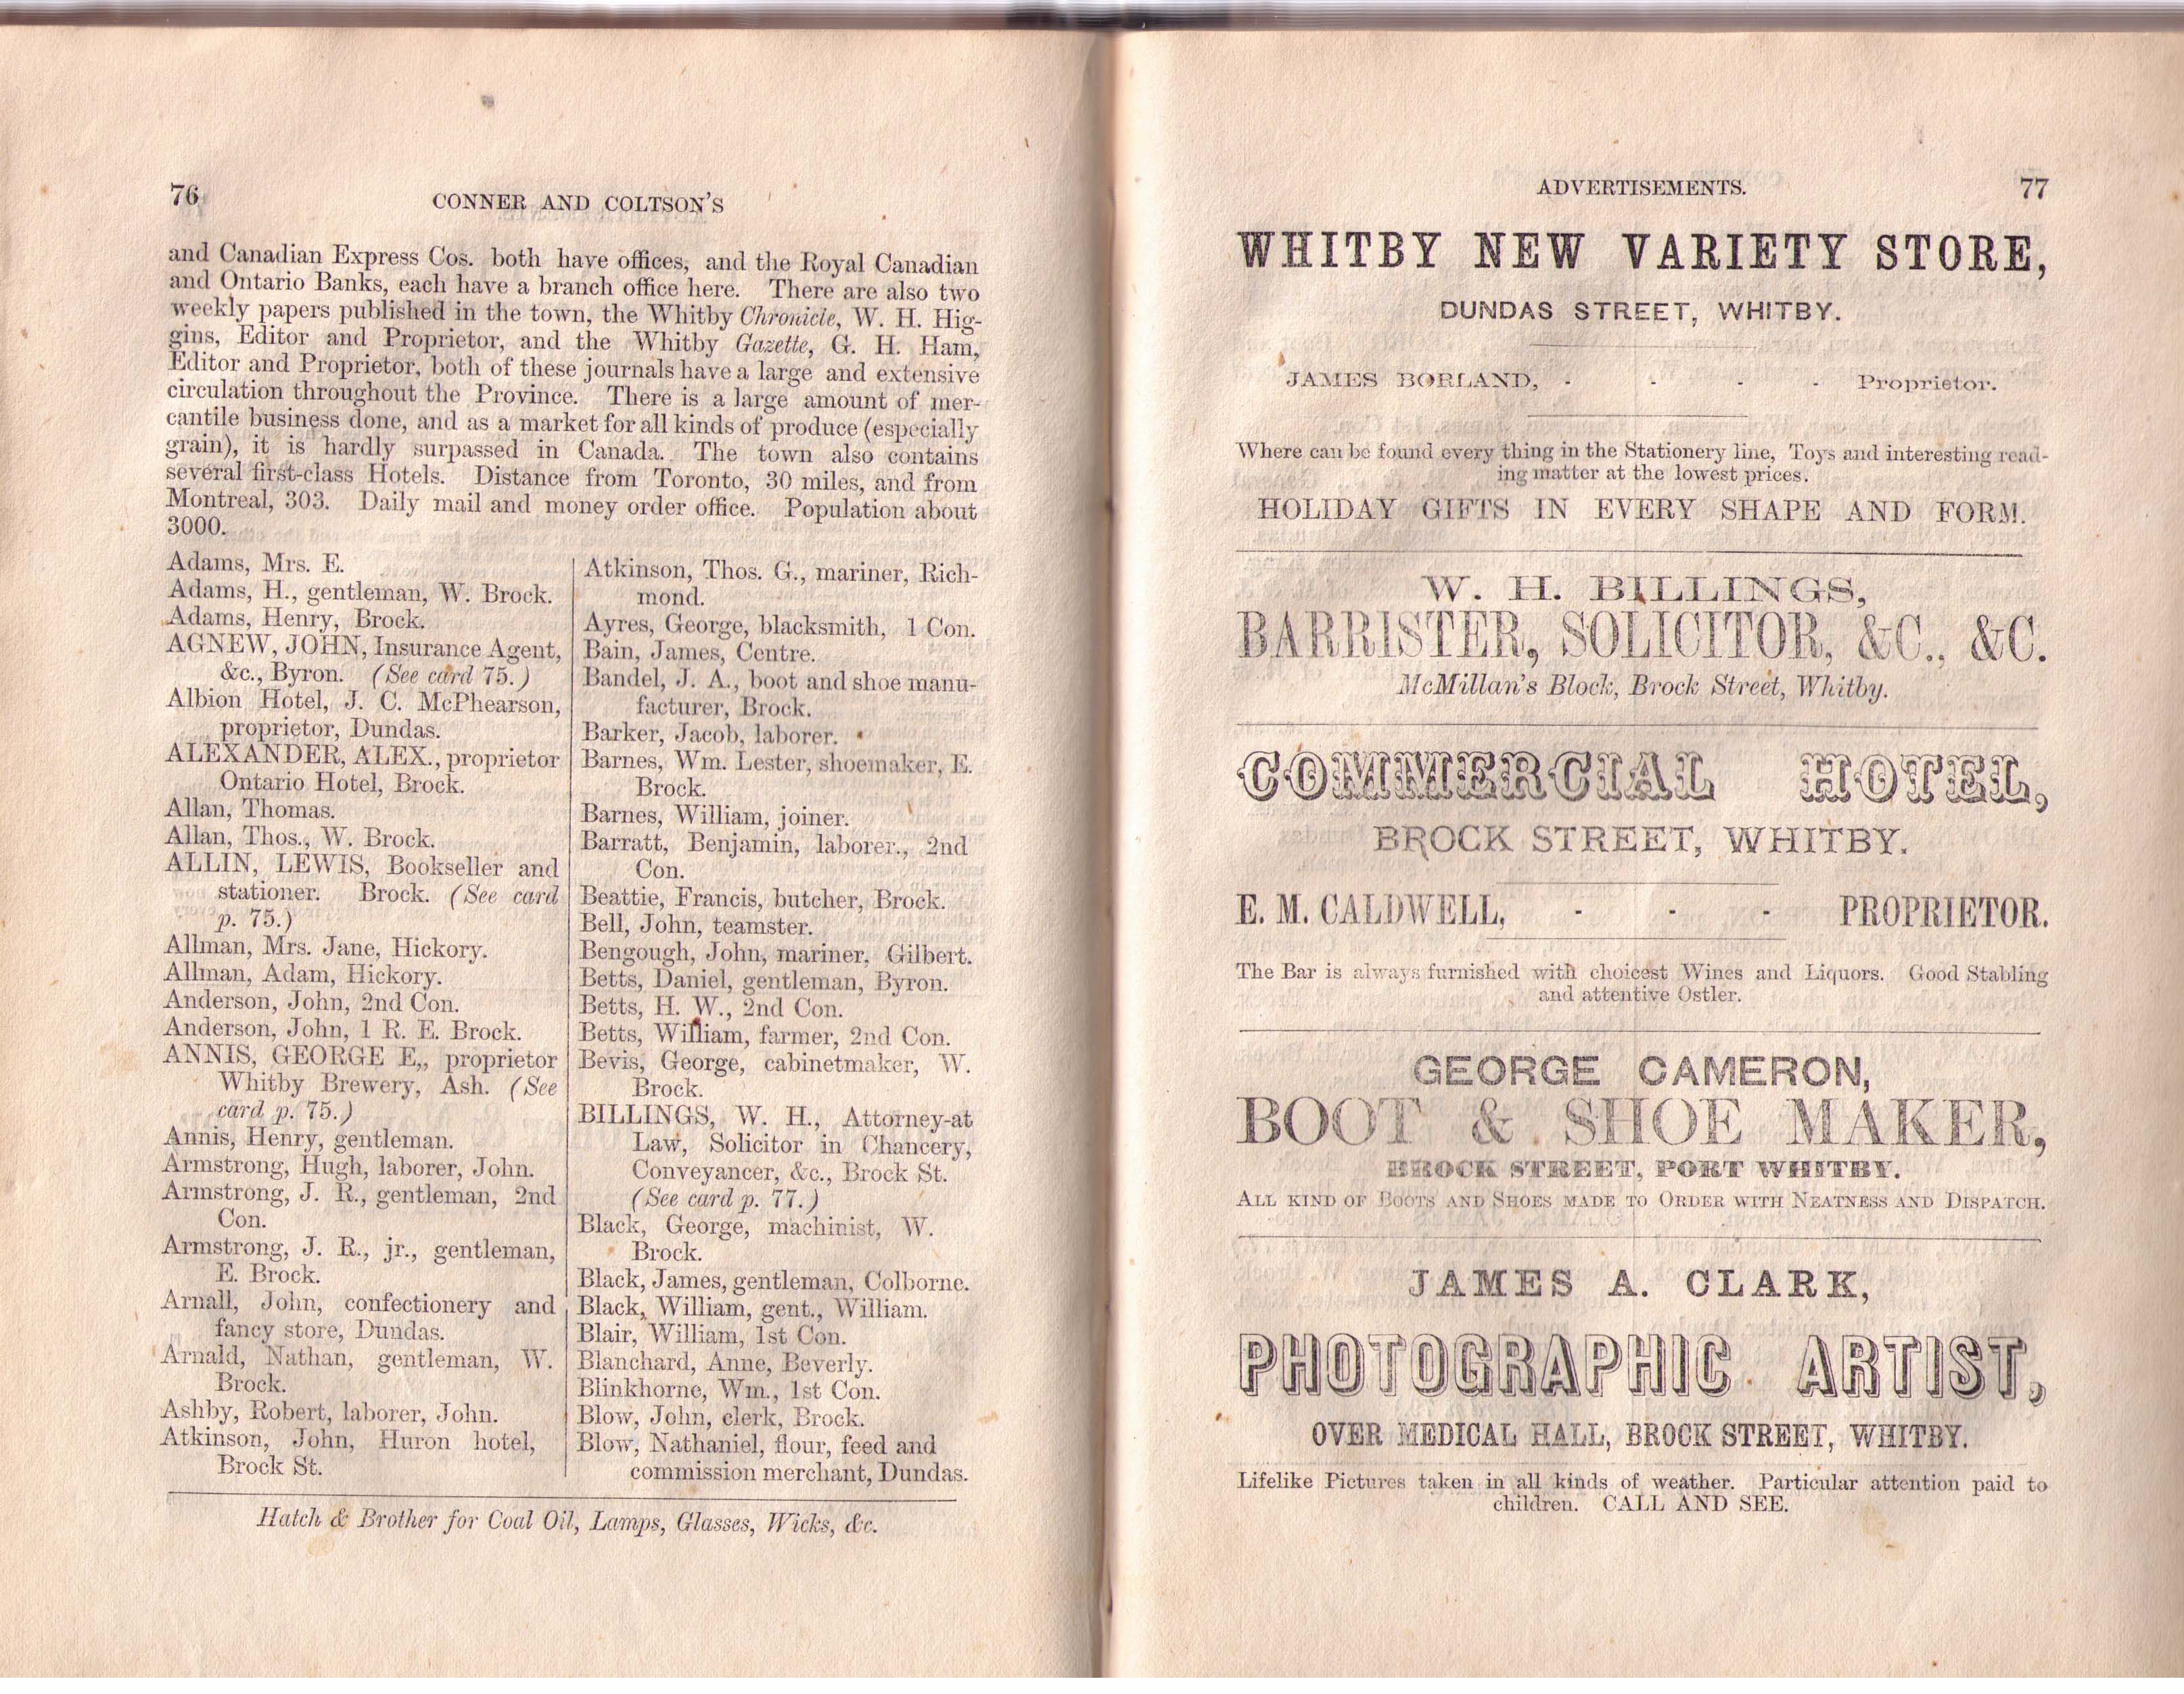 76
CONNER AND COLTSON'S
and Canadian Express Cos. both have offices, and the Royal Canadian
and Ontario Banks, each have a branch office here. There are also two
weekly papers published in the town, the Whitby Chronicle, W. H. Hig-
gins, Editor and Proprietor, and the Whitby Gazette, G. H. Ham,
Editor and Proprietor, both of these journals have a large and extensive
circulation throughout the Province. There is a large amount of mer-
cantile business done, and as a market for all kinds of produce (especially
grain), it is hardly surpassed in Canada. The town also contains
several first-class Hotels. Distance from Toronto, 30 miles, and from
Montreal, 303. Daily mail and money order office. Population about
3000.
Adams, Mrs. E.
Adams, H., gentleman, W. Brock.
Adams, Henry, Brock.
AGNEW, JOHN, Insurance Agent,
&c., Byron. (See card 75.)
Albion Hotel, J. C. McPhearson,
proprietor, Dundas.
ALEXANDER, ALEX., proprietor
Ontario Hotel, Brock.
Allan, Thomas.
Allan, Thos., W. Brock.
ALLIN, LEWIS, Bookseller and
stationer. Brock. (See card
p. 75.)
Allman, Mrs. Jane, Hickory.
Allman, Adam, Hickory.
Anderson, John, 2nd Con.
Anderson, John, 1 R. E. Brock.
ANNIS, GEORGE E,, proprietor
Whitby Brewery, Ash. (See
card p. 75.)
Annis, Henry, gentleman.
Armstrong, Hugh, laborer, John.
Armstrong, J. R., gentleman, 2nd
Con.
Armstrong, J. R., jr., gentleman,
E. Brock.
Arnall, John, confectionery and
fancy store, Dundas.
Arnald, Nathan, gentleman, W.
Brock.
Ashby, Robert, laborer, John.
Atkinson, John, Huron hotel,
Brock St.
Atkinson, Thos. G., mariner, Rich-
mond.
Ayres, George, blacksmith, 1 Con.
Bain, James, Centre.
Bandel, J. A., boot and shoe manu-
facturer, Brock.
Barker, Jacob, laborer.
Barnes, Wm. Lester, shoemaker, E.
Brock.
Barnes, William, joiner.
Barratt, Benjamin, laborer., 2nd
Con.
Beattie, Francis, butcher, Brock.
Bell, John, teamster.
Bengough, John, mariner, Gilbert.
Betts, Daniel, gentleman, Byron.
Betts, H. W., 2nd Con.
Betts, William, farmer, 2nd Con.
Bevis, George, cabinetmaker, W.
Brock.
BILLINGS, W. H., Attorney-at
Law, Solicitor in Chancery,
Conveyancer, &c., Brock St.
(See card p. 77.)
Black, George, machinist, W.
Brock.
Black, James, gentleman, Colborne.
Black, William, gent., William.
Blair, William, 1st Con.
Blanchard, Anne, Beverly.
Blinkhorne, Wm., 1st Con.
Blow, John, clerk, Brock.
Blow, Nathaniel, flour, feed and
commission merchant, Dundas.
Hatch & Brother for Coal Oil, Lamps, Glasses, Wicks, &c.
ADVERTISEMENTS.
77
WHITBY NEW VARIETY STORE,
DUNDAS STREET, WHITBY.
JAMES BORLAND, - - - - Proprietor.
Where can be found every thing in the Stationery line, Toys and interesting read-
ing matter at the lowest prices.
HOLIDAY GIFTS IN EVERY SHAPE AND FORM.
W. H. BILLINGS,
BARRISTER, SOLICITOR, &C., &C.
McMillan's Block, Brock Street, Whitby.
COMMERCIAL HOTEL,
BROCK STREET, WHITBY.
E. M. CALDWELL, - - - PROPRIETOR.
The Bar is always furnished with choicest Wines and Liquors. Good Stabling
and attentive Ostler.
GEORGE CAMERON,
BOOT & SHOE MAKER,
BROCK STREET, PORT WHITBY.
ALL KIND OF BOOTS AND SHOES MADE TO ORDER WITH NEATNESS AND DISPATCH.
JAMES A. CLARK,
PHOTOGRAPHIC ARTIST,
OVER MEDICAL HALL, BROCK STREET, WHITBY.
Lifelike Pictures taken in all kinds of weather. Particular attention paid to
children. CALL AND SEE.